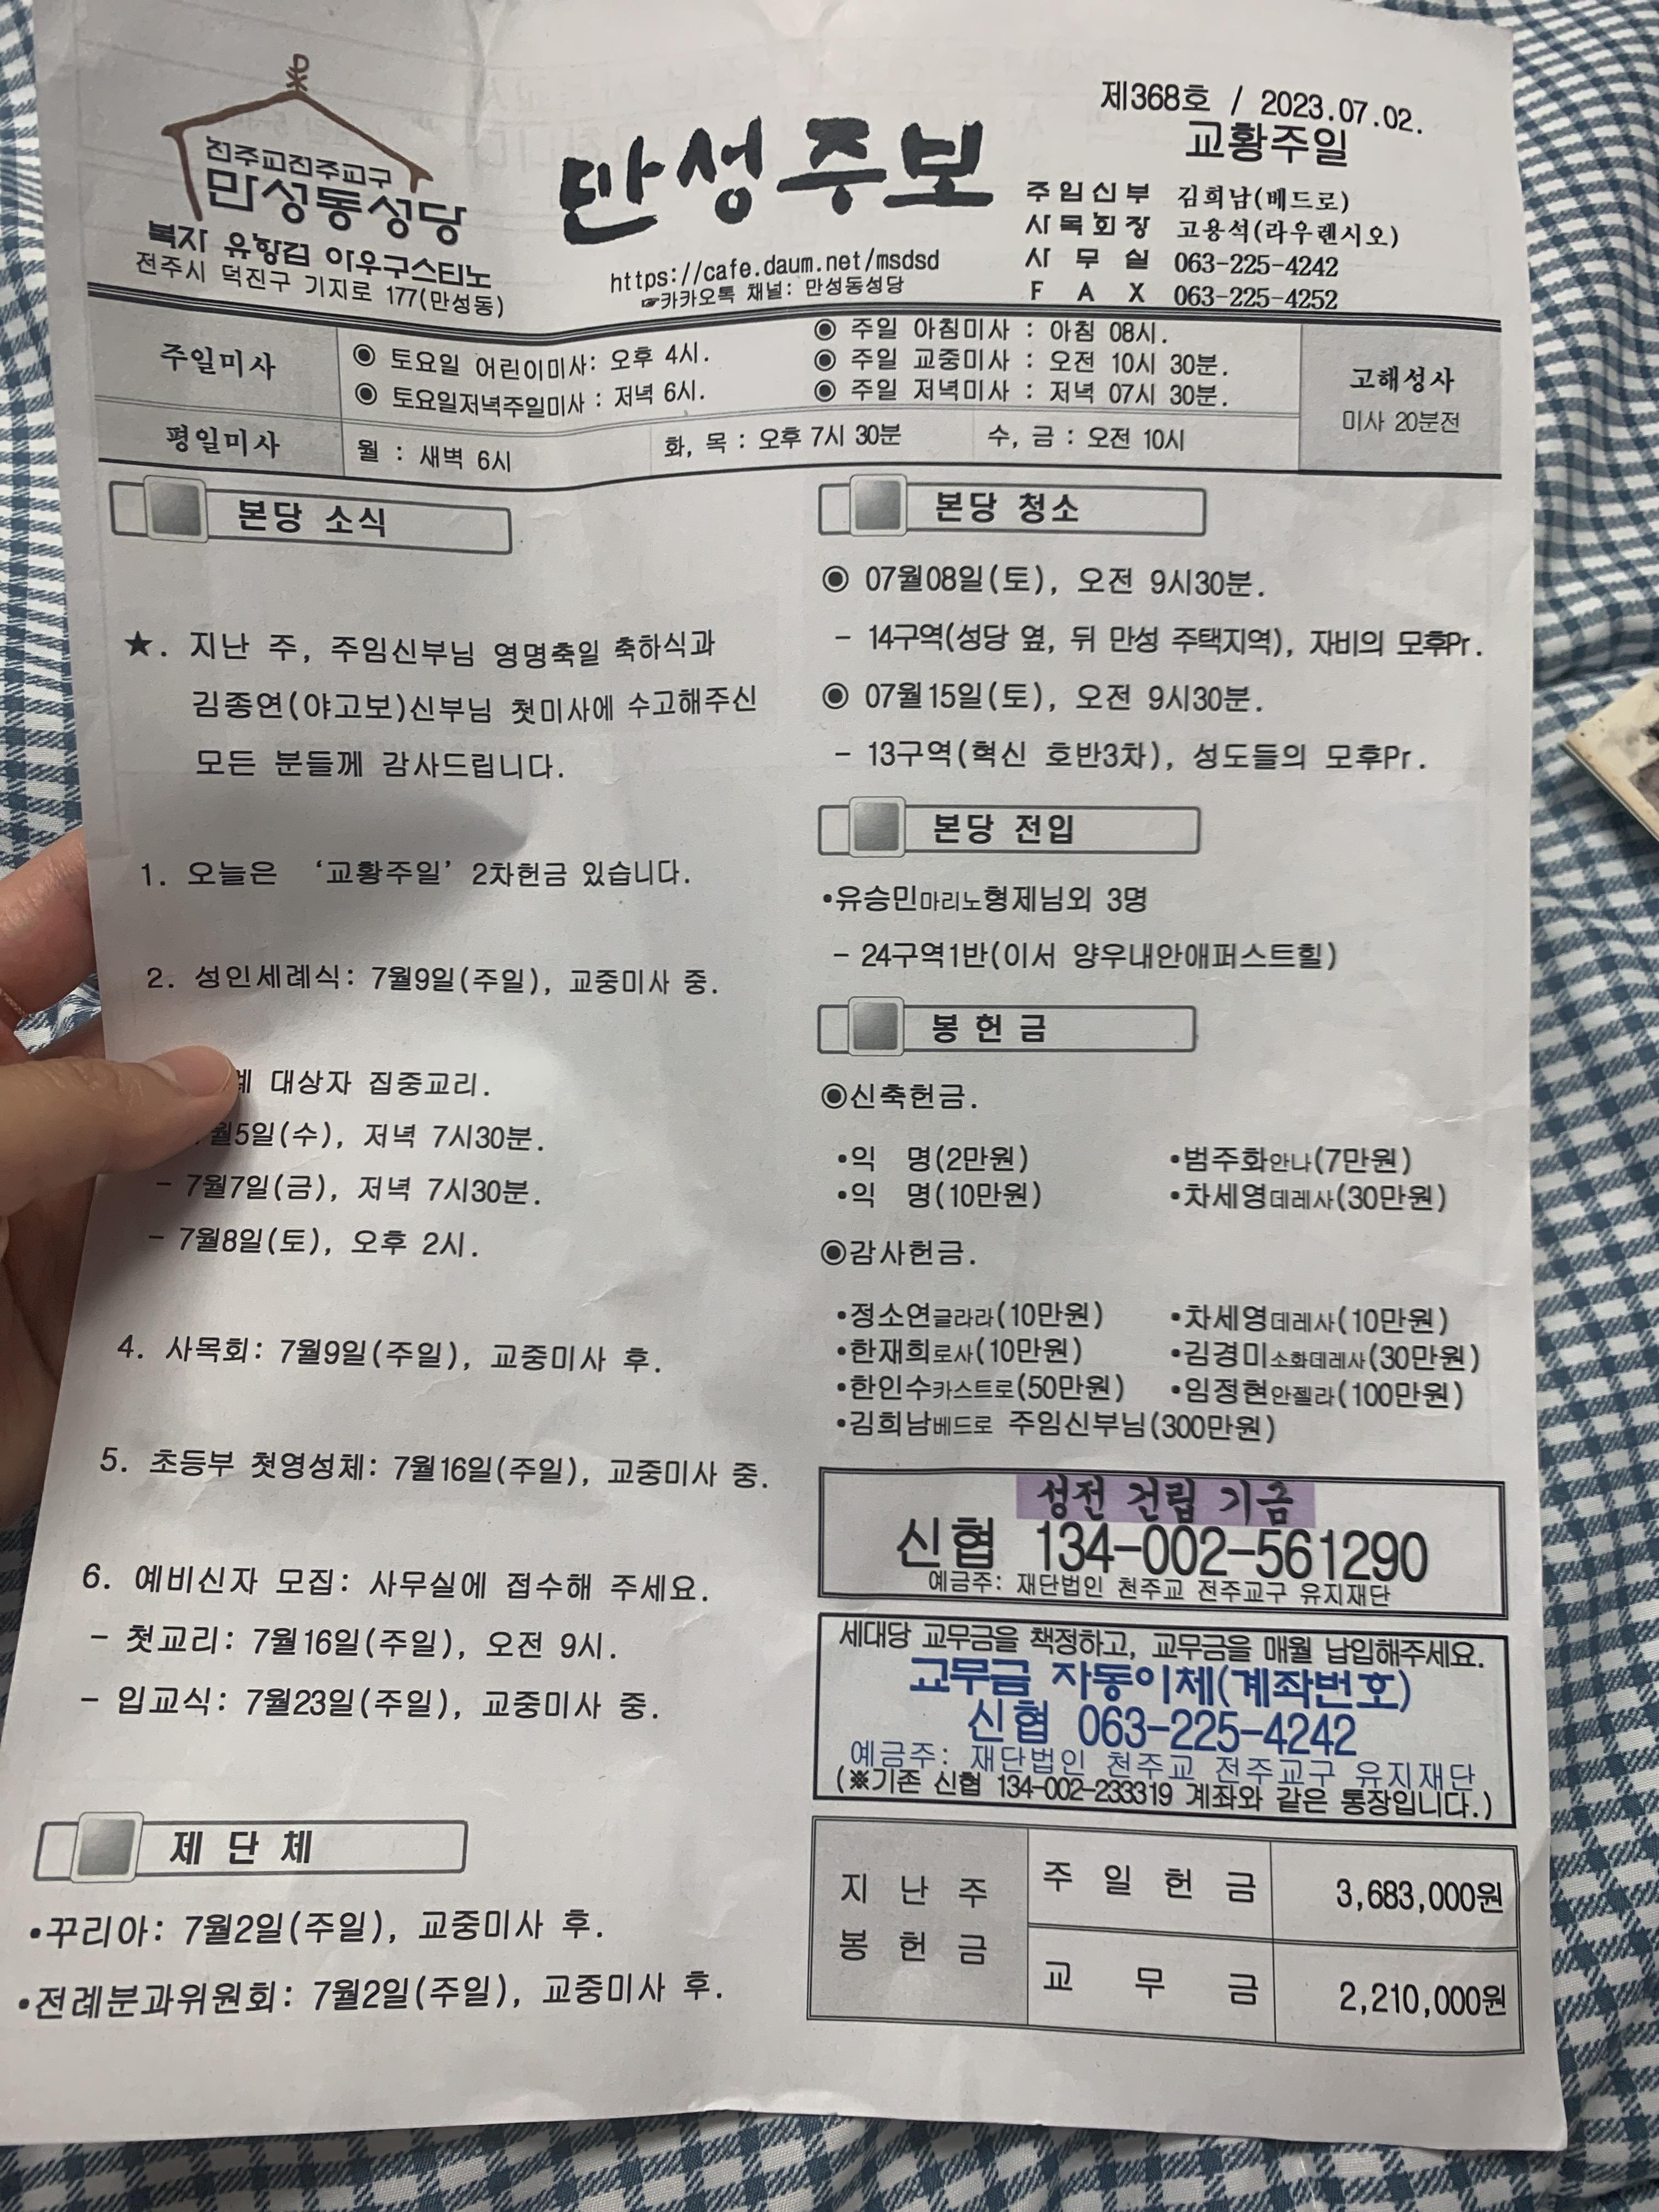 천주교전주교구
만성동성당
복자 유항검 아우구스티노
전주시 덕진구 기지로 177(만성동)
만성주보
https://cafe.daum.net/msdsd
☞카카오톡 채널: 만성동성당
제368호 / 2023.07.02.
교황주일
주임신부 김희남(베드로)
사목회장 고용석(라우렌시오)
사 무 실 063-225-4242
F A X 063-225-4252
주일미사
◉ 토요일 어린이미사: 오후 4시.
◉ 토요일저녁주일미사 : 저녁 6시.
◉ 주일 아침미사 : 아침 08시.
◉ 주일 교중미사 : 오전 10시 30분.
◉ 주일 저녁미사 : 저녁 07시 30분.
고해성사
미사 20분전
평일미사
월 : 새벽 6시
화, 목 : 오후 7시 30분
수, 금 : 오전 10시
본당 소식
★. 지난 주, 주임신부님 영명축일 축하식과
김종연(야고보)신부님 첫미사에 수고해주신
모든 분들께 감사드립니다.
1. 오늘은 ‘교황주일’ 2차헌금 있습니다.
2. 성인세례식: 7월9일(주일), 교중미사 중.
대상자 집중교리.
월5일(수), 저녁 7시30분.
- 7월7일(금), 저녁 7시30분.
- 7월8일(토), 오후 2시.
4. 사목회: 7월9일(주일), 교중미사 후.
5. 초등부 첫영성체: 7월16일(주일), 교중미사 중.
6. 예비신자 모집: 사무실에 접수해 주세요.
- 첫교리: 7월16일(주일), 오전 9시.
- 입교식: 7월23일(주일), 교중미사 중.
제 단 체
•꾸리아: 7월2일(주일), 교중미사 후.
•전례분과위원회: 7월2일(주일), 교중미사 후.
본당 청소
◉ 07월08일(토), 오전 9시30분.
- 14구역(성당 옆, 뒤 만성 주택지역), 자비의 모후Pr.
◉ 07월15일(토), 오전 9시30분.
- 13구역(혁신 호반3차), 성도들의 모후Pr.
본당 전입
•유승민마리노형제님외 3명
- 24구역1반(이서 양우내안애퍼스트힐)
봉 헌 금
◉신축헌금.
•익 명(2만원) •범주화안나(7만원)
•익 명(10만원) •차세영데레사(30만원)
◉감사헌금.
•정소연글라라(10만원) •차세영데레사(10만원)
•한재희로사(10만원) •김경미소화데레사(30만원)
•한인수카스트로(50만원) •임정현안젤라(100만원)
•김희남베드로 주임신부님(300만원)
성전 건립 기금
신협 134-002-561290
예금주: 재단법인 천주교 전주교구 유지재단
세대당 교무금을 책정하고, 교무금을 매월 납입해주세요.
교무금 자동이체(계좌번호)
신협 063-225-4242
예금주: 재단법인 천주교 전주교구 유지재단
(※기존 신협 134-002-233319 계좌와 같은 통장입니다.)
지 난 주
봉 헌 금
주 일 헌 금 3,683,000원
교 무 금 2,210,000원